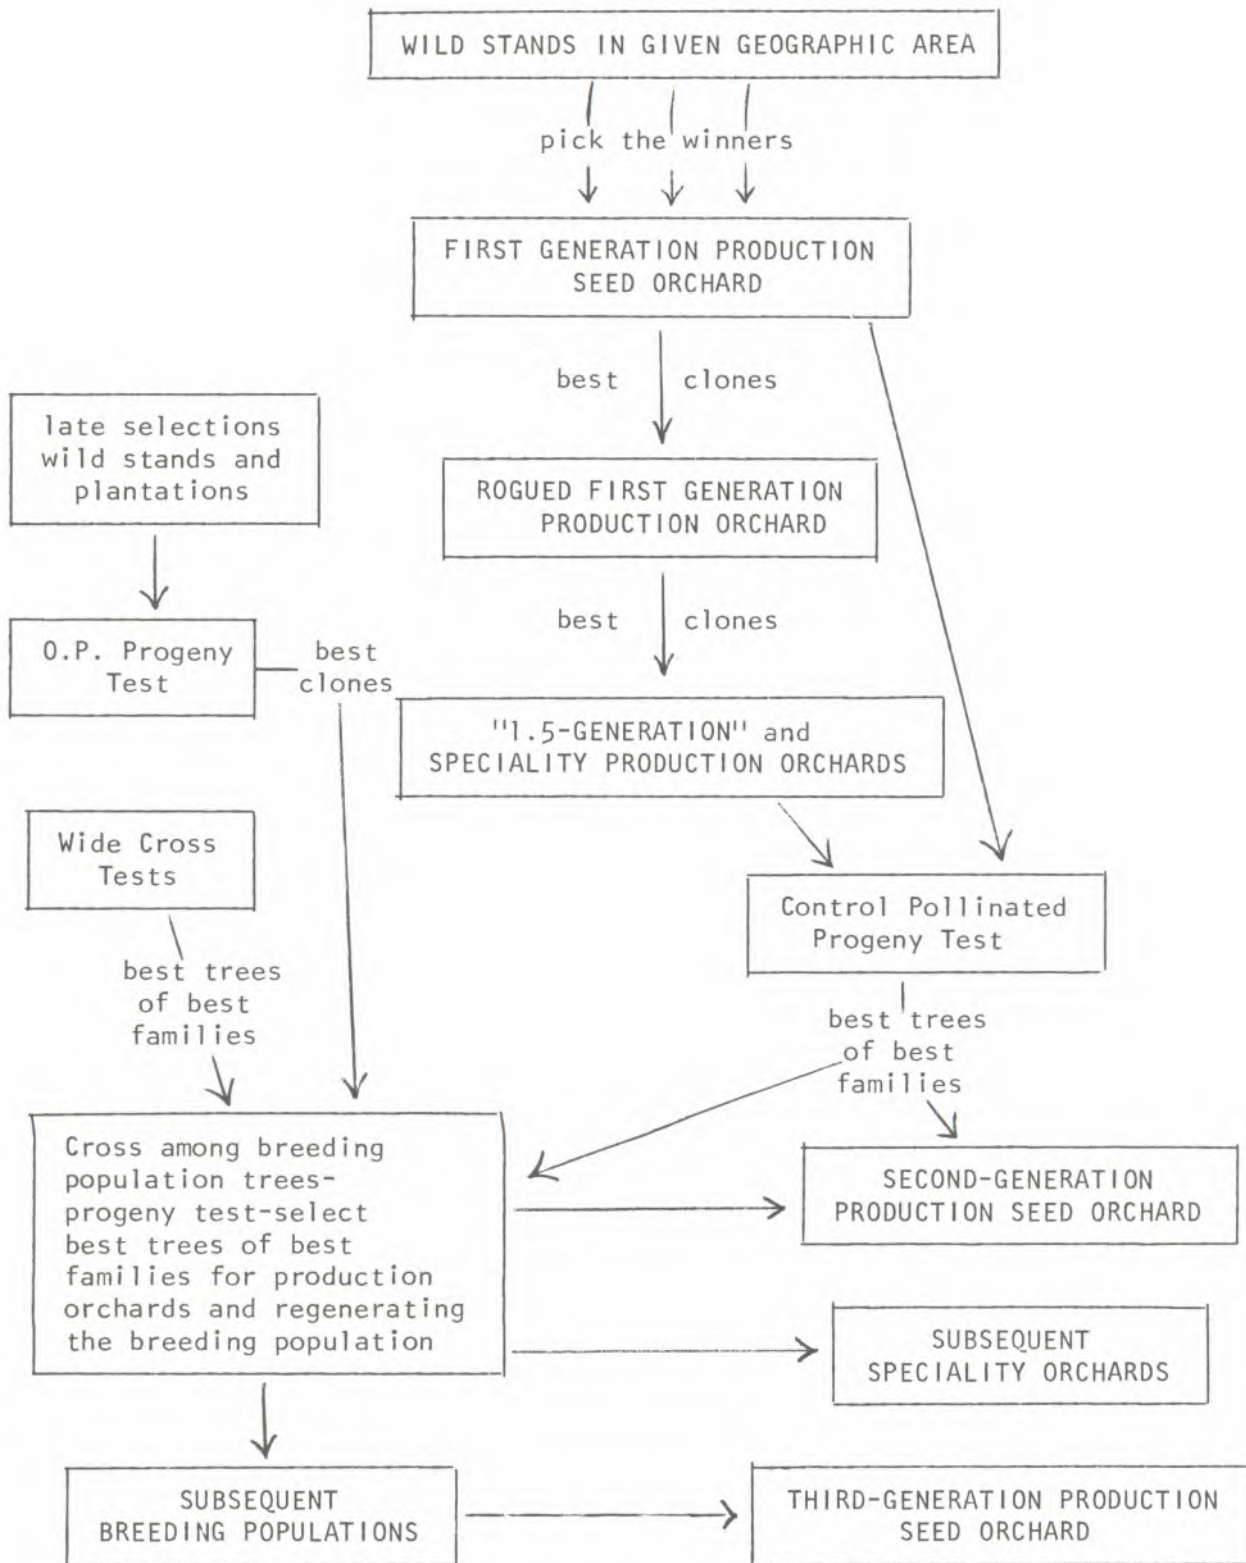 WILD STANDS IN GIVEN GEOGRAPHIC AREA
pick the winners
FIRST GENERATION PRODUCTION
SEED ORCHARD
best clones
late selections
wild stands and
plantations
ROGUED FIRST GENERATION
PRODUCTION ORCHARD
best clones
O.P. Progeny
Test
best
clones
"1.5-GENERATION" and
SPECIALITY PRODUCTION ORCHARDS
Wide Cross
Tests
Control Pollinated
Progeny Test
best trees
of best
families
best trees
of best
families
Cross among breeding
population trees-
progeny test-select
best trees of best
families for production
orchards and regenerating
the breeding population
SECOND-GENERATION
PRODUCTION SEED ORCHARD
SUBSEQUENT
SPECIALITY ORCHARDS
SUBSEQUENT
BREEDING POPULATIONS
THIRD-GENERATION PRODUCTION
SEED ORCHARD